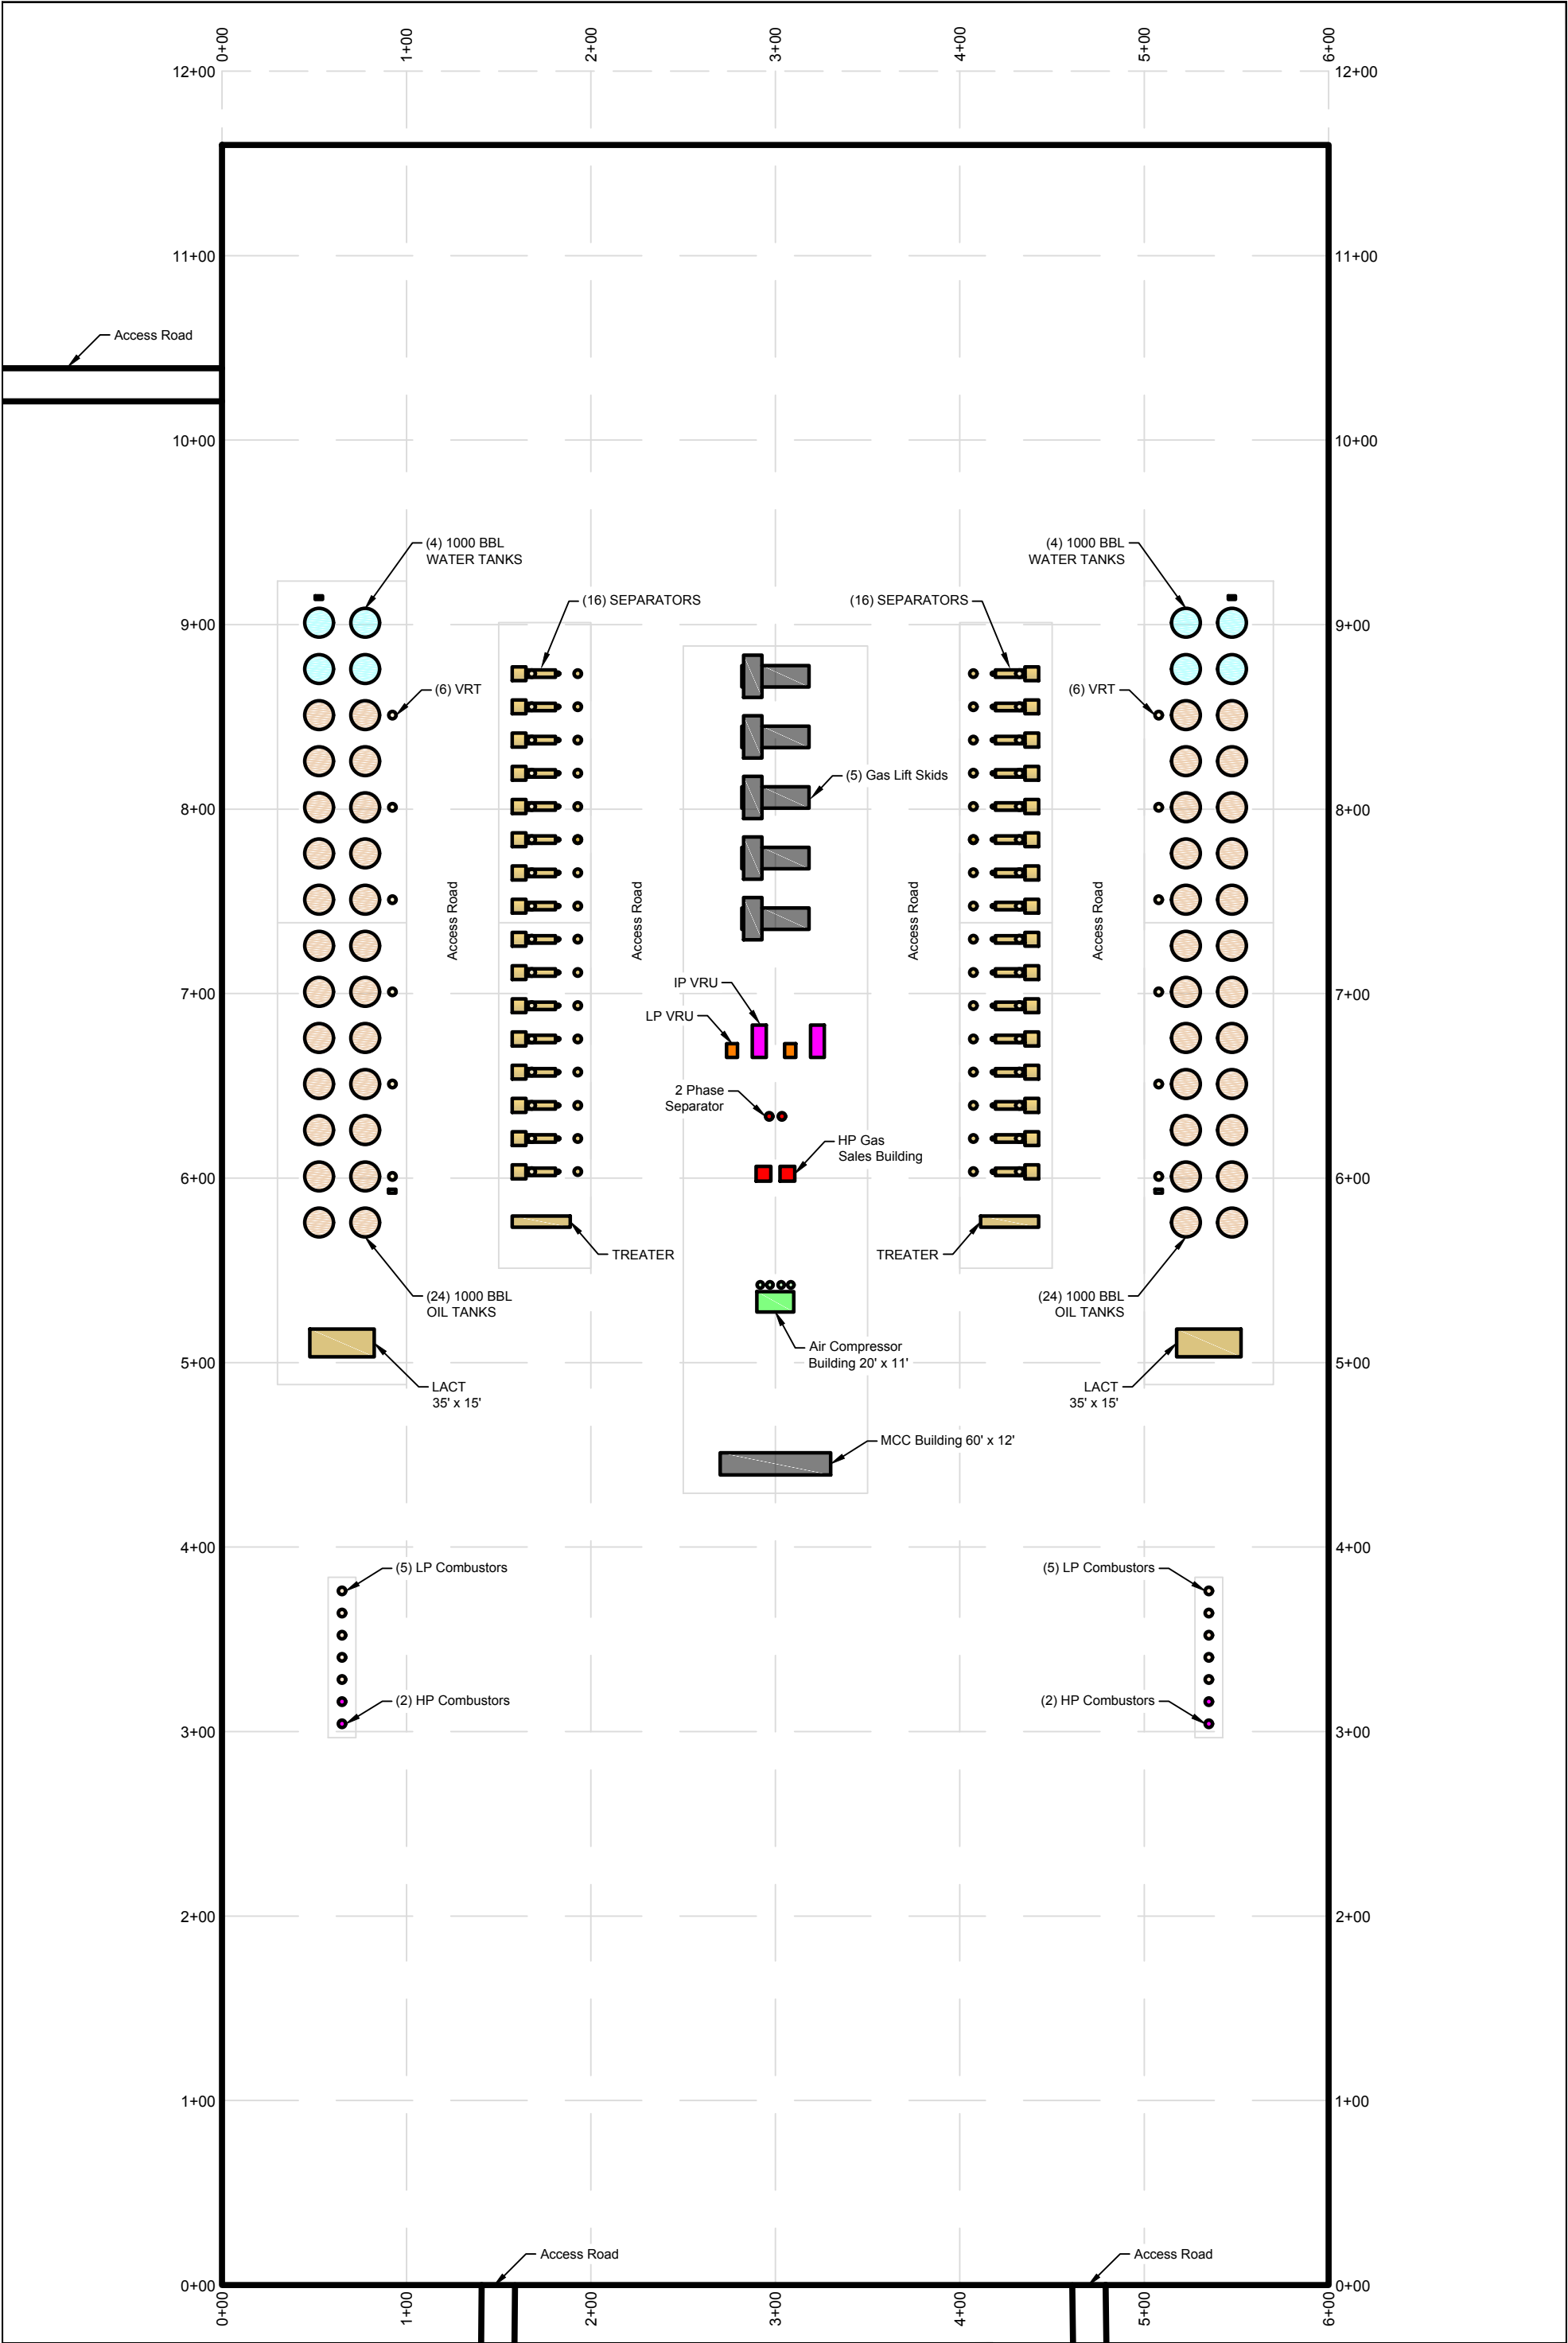 0+00
1+00
2+00
3+00
4+00
5+00
6+00
12+00
12+00
11+00
11+00
Access Road
10+00
10+00
(4) 1000 BBL
WATER TANKS
(4) 1000 BBL
WATER TANKS
(16) SEPARATORS
(16) SEPARATORS
9+00
9+00
(6) VRT
(6) VRT
(5) Gas Lift Skids
8+00
8+00
Access Road
Access Road
Access Road
Access Road
7+00
7+00
IP VRU
LP VRU
2 Phase
Separator
HP Gas
Sales Building
6+00
6+00
TREATER
TREATER
(24) 1000 BBL
OIL TANKS
(24) 1000 BBL
OIL TANKS
Air Compressor
Building 20' x 11'
5+00
5+00
LACT
35' x 15'
LACT
35' x 15'
MCC Building 60' x 12'
4+00
4+00
(5) LP Combustors
(5) LP Combustors
(2) HP Combustors
(2) HP Combustors
3+00
3+00
2+00
2+00
1+00
1+00
Access Road
Access Road
0+00
0+00
0+00
1+00
2+00
3+00
4+00
5+00
6+00